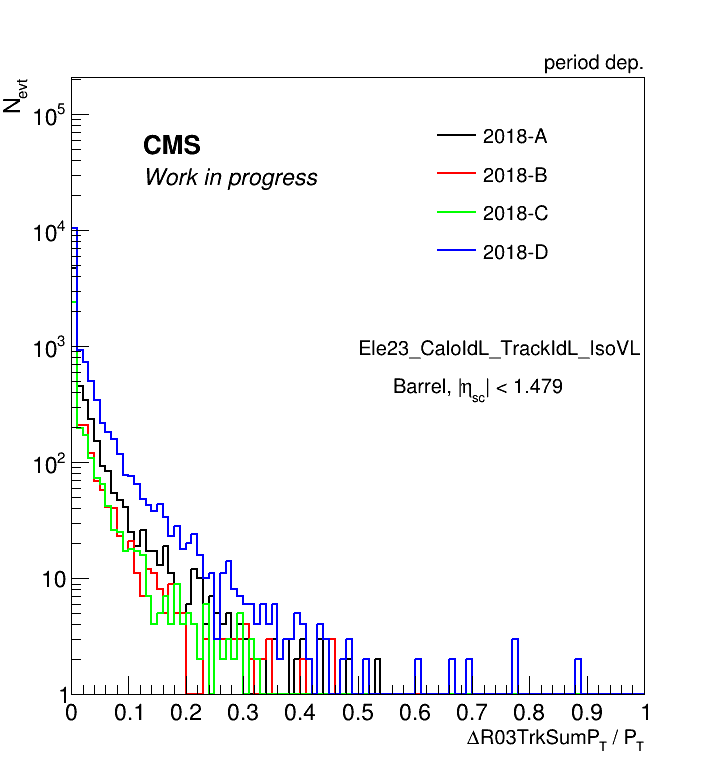 period dep.
N_evt
CMS
Work in progress
2018-A
2018-B
2018-C
2018-D
Ele23_CaloIdL_TrackIdL_IsoVL
Barrel, |η_sc| < 1.479
10^5
10^4
10^3
10^2
10
1
0 0.1 0.2 0.3 0.4 0.5 0.6 0.7 0.8 0.9 1
ΔR03TrkSumP_T / P_T